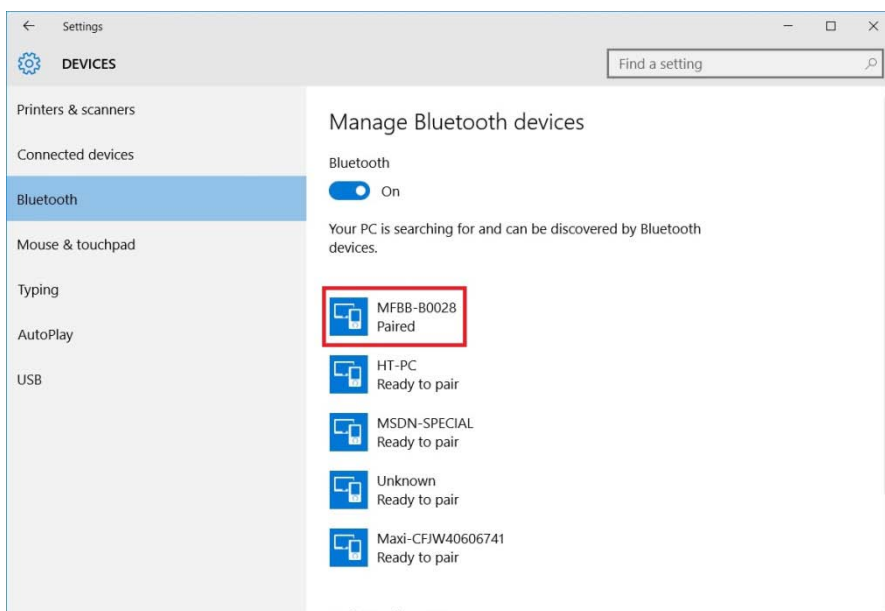 Settings
DEVICES
Find a setting
Printers & scanners
Connected devices
Bluetooth
Mouse & touchpad
Typing
AutoPlay
USB
Manage Bluetooth devices
Bluetooth
On
Your PC is searching for and can be discovered by Bluetooth
devices.
MFBB-B0028
Paired
HT-PC
Ready to pair
MSDN-SPECIAL
Ready to pair
Unknown
Ready to pair
Maxi-CFJW40606741
Ready to pair